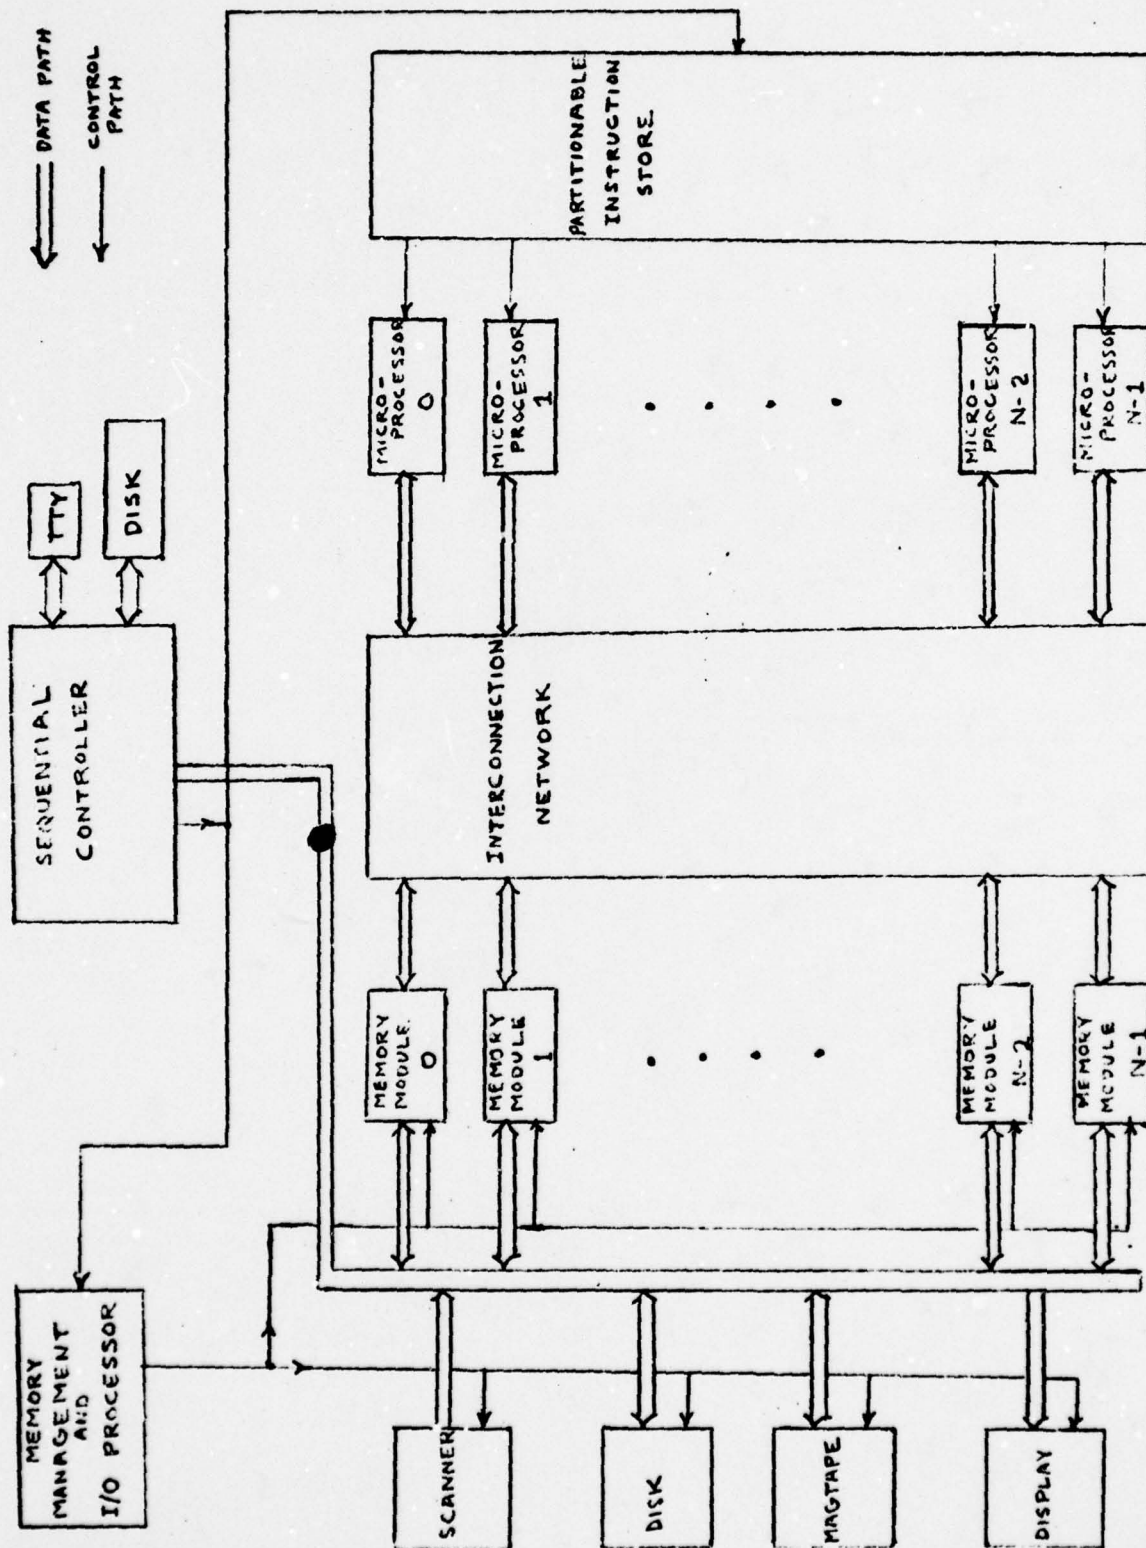 DATA PATH
CONTROL
PATH
TTY
DISK
SEQUENTIAL
CONTROLLER
MEMORY
MANAGEMENT
AND
I/O PROCESSOR
PARTITIONABLE
INSTRUCTION
STORE
MICRO-
PROCESSOR
0
MICRO-
PROCESSOR
1
MICRO-
PROCESSOR
N-2
MICRO-
PROCESSOR
N-1
INTERCONNECTION
NETWORK
MEMORY
MODULE
0
MEMORY
MODULE
1
MEMORY
MODULE
N-2
MEMORY
MODULE
N-1
SCANNER
DISK
MAGTAPE
DISPLAY